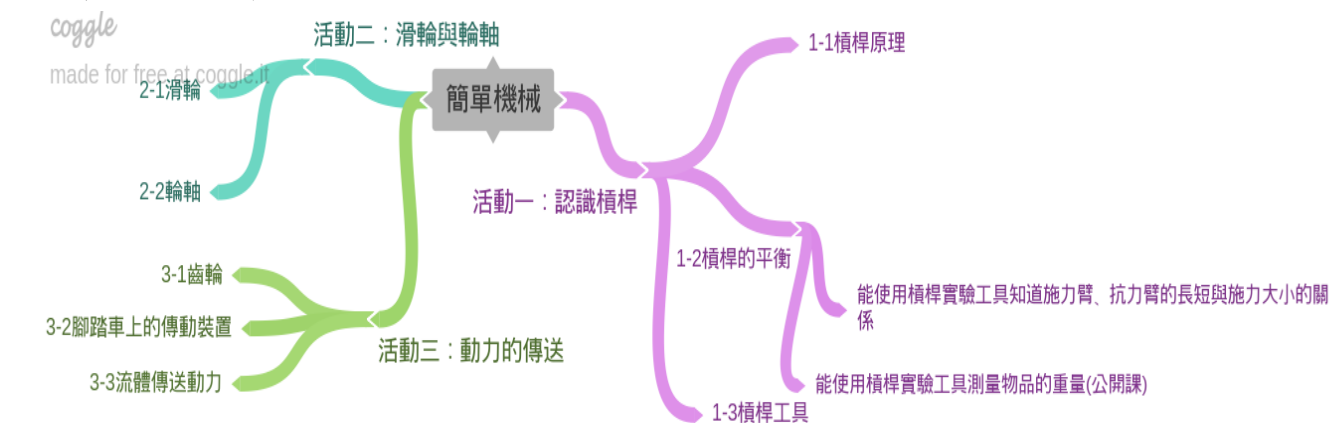 coggle
made for free at coggle.it
簡單機械
活動一：認識槓桿
1-1槓桿原理
1-2槓桿的平衡
能使用槓桿實驗工具知道施力臂、抗力臂的長短與施力大小的關
係
能使用槓桿實驗工具測量物品的重量(公開課)
1-3槓桿工具
活動二：滑輪與輪軸
2-1滑輪
2-2輪軸
活動三：動力的傳送
3-1齒輪
3-2腳踏車上的傳動裝置
3-3流體傳送動力